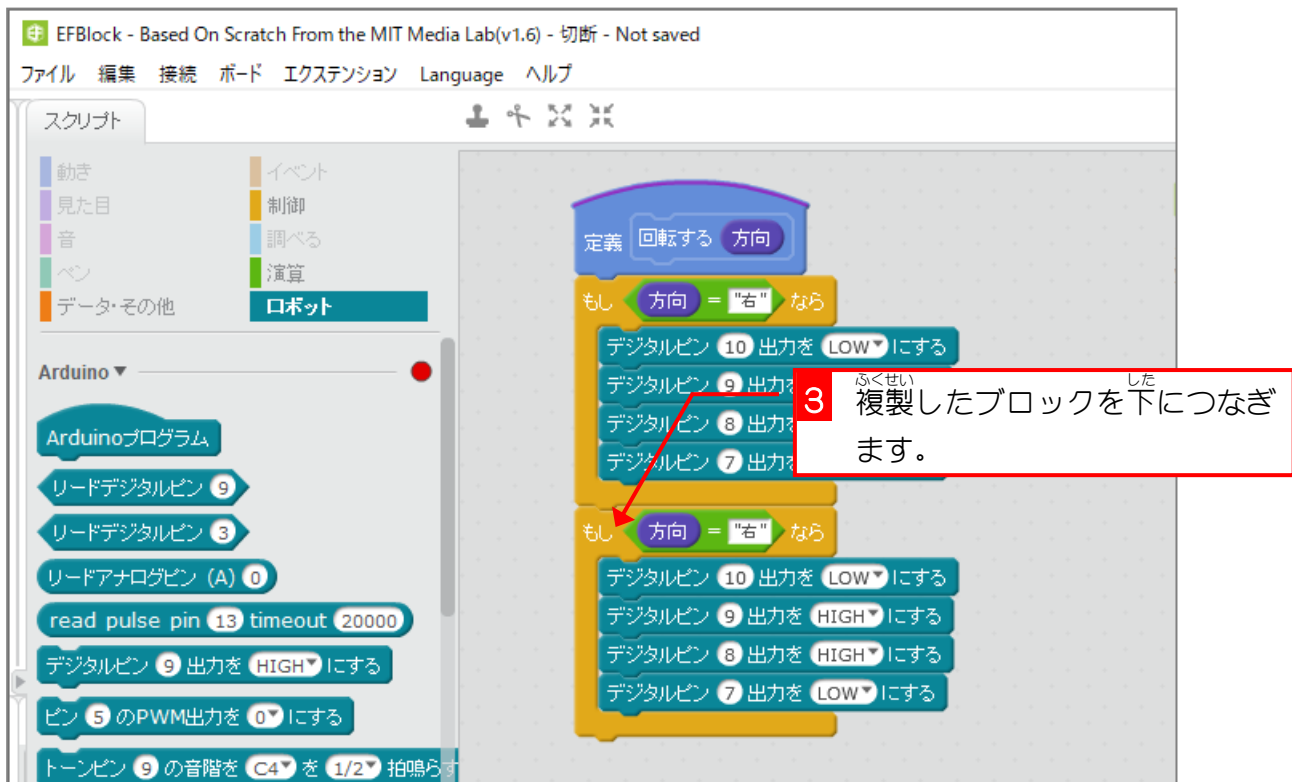 EFBlock - Based On Scratch From the MIT Media Lab(v1.6) - 切断 - Not saved
ファイル 編集 接続 ボード エクステンション Language ヘルプ
スクリプト
動き イベント
見た目 制御
音 調べる
ペン 演算
データ・その他 ロボット
Arduino
Arduinoプログラム
リードデジタルピン 9
リードデジタルピン 3
リードアナログピン (A) 0
read pulse pin 13 timeout 20000
デジタルピン 9 出力を HIGH にする
ピン 5 のPWM出力を 0 にする
トーンピン 9 の音階を C4 を 1/2 拍鳴らす
定義 回転する 方向
もし 方向 = "右" なら
デジタルピン 10 出力を LOW にする
デジタルピン 9 出力を
デジタルピン 8 出力を
デジタルピン 7 出力を
もし 方向 = "右" なら
デジタルピン 10 出力を LOW にする
デジタルピン 9 出力を HIGH にする
デジタルピン 8 出力を HIGH にする
デジタルピン 7 出力を LOW にする
ふくせい した
3 複製したブロックを下につなぎ
ます。